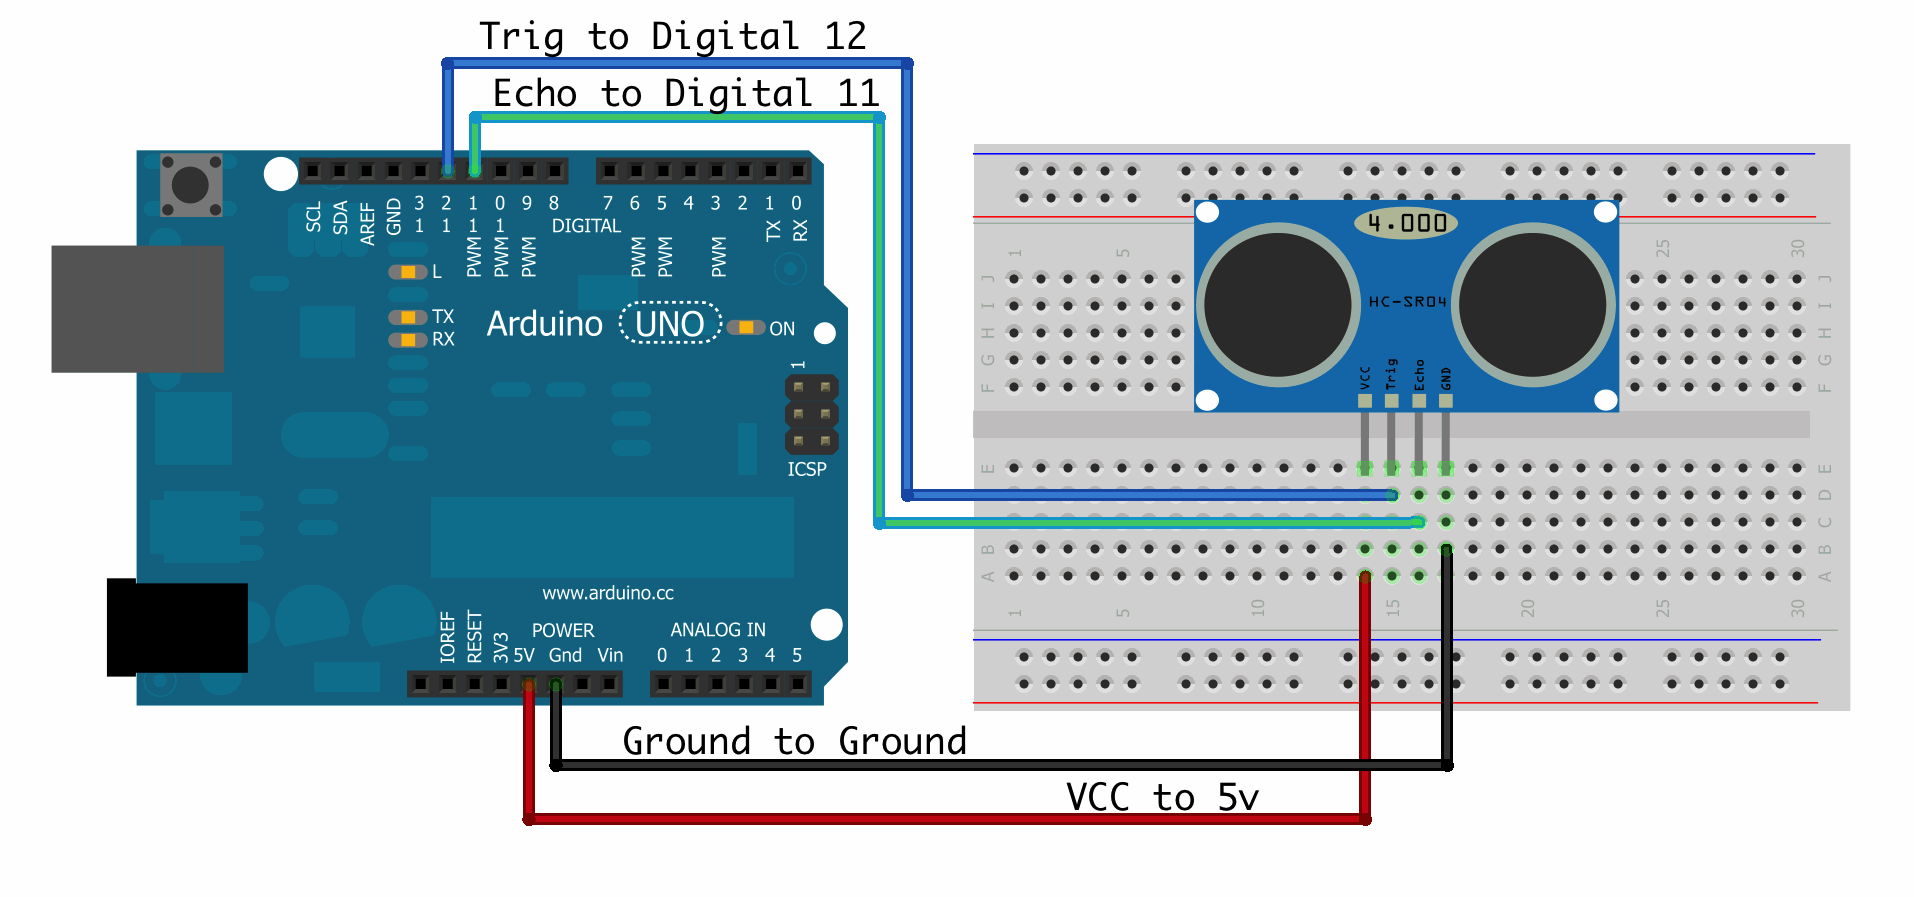 Trig to Digital 12
Echo to Digital 11
SCL SDA AREF GND 13 12 11 10 9 8 7 6 5 4 3 2 1 0
DIGITAL
TX RX
PWM PWM PWM PWM PWM PWM
L
TX
RX
Arduino UNO
ON
1
ICSP
www.arduino.cc
IOREF RESET 3V3
POWER
5V Gnd Vin
ANALOG IN
0 1 2 3 4 5
Ground to Ground
VCC to 5v
4.000
HC-SR04
VCC Trig Echo GND
1 5 25 30
J J
I I
H H
G G
F F
E E
D D
C C
B B
A A
1 5 10 15 20 25 30